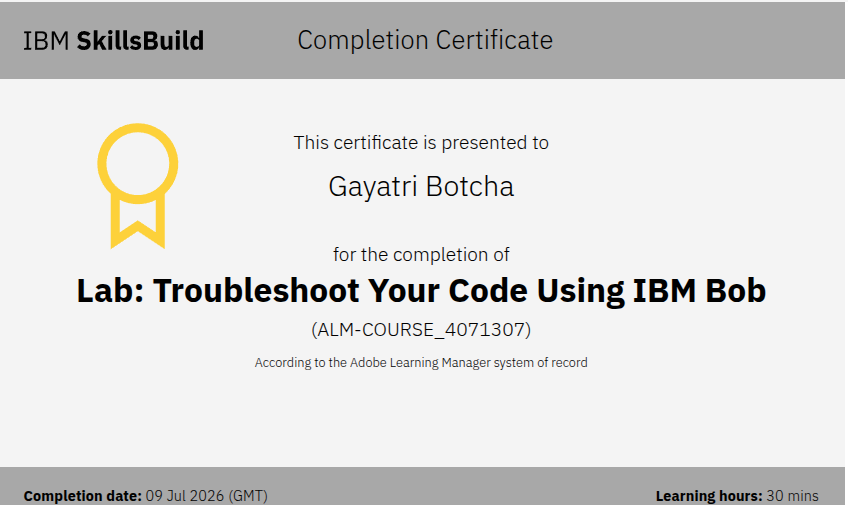 IBM SkillsBuild
Completion Certificate
This certificate is presented to
Gayatri Botcha
for the completion of
Lab: Troubleshoot Your Code Using IBM Bob
(ALM-COURSE_4071307)
According to the Adobe Learning Manager system of record
Completion date: 09 Jul 2026 (GMT)
Learning hours: 30 mins